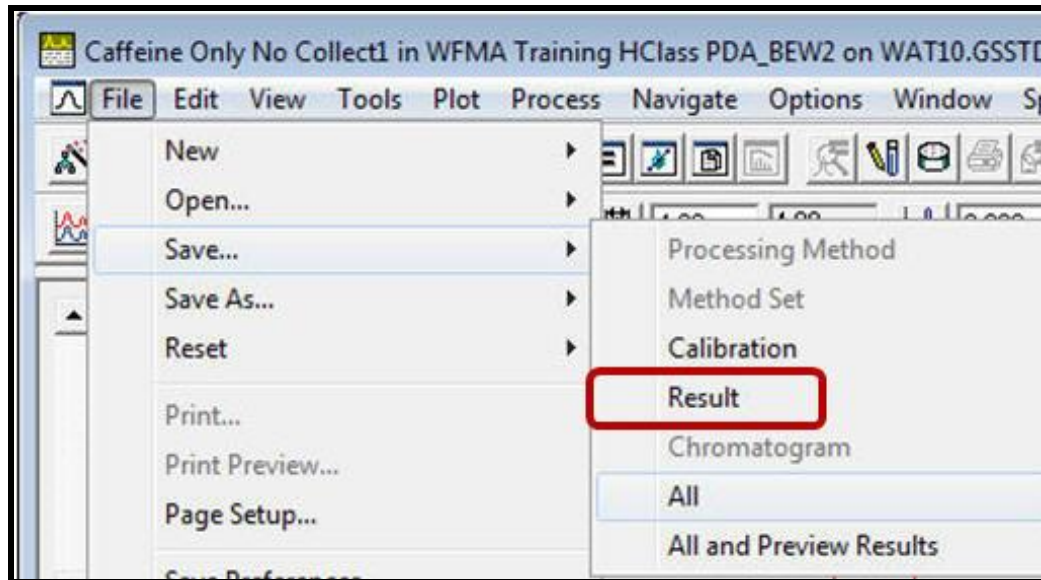 Caffeine Only No Collect1 in WFMA Training HClass PDA_BEW2 on WAT10.GSSTD
File Edit View Tools Plot Process Navigate Options Window
New
Open...
Save...
Save As...
Reset
Print...
Print Preview...
Page Setup...
Save Preferences
Processing Method
Method Set
Calibration
Result
Chromatogram
All
All and Preview Results